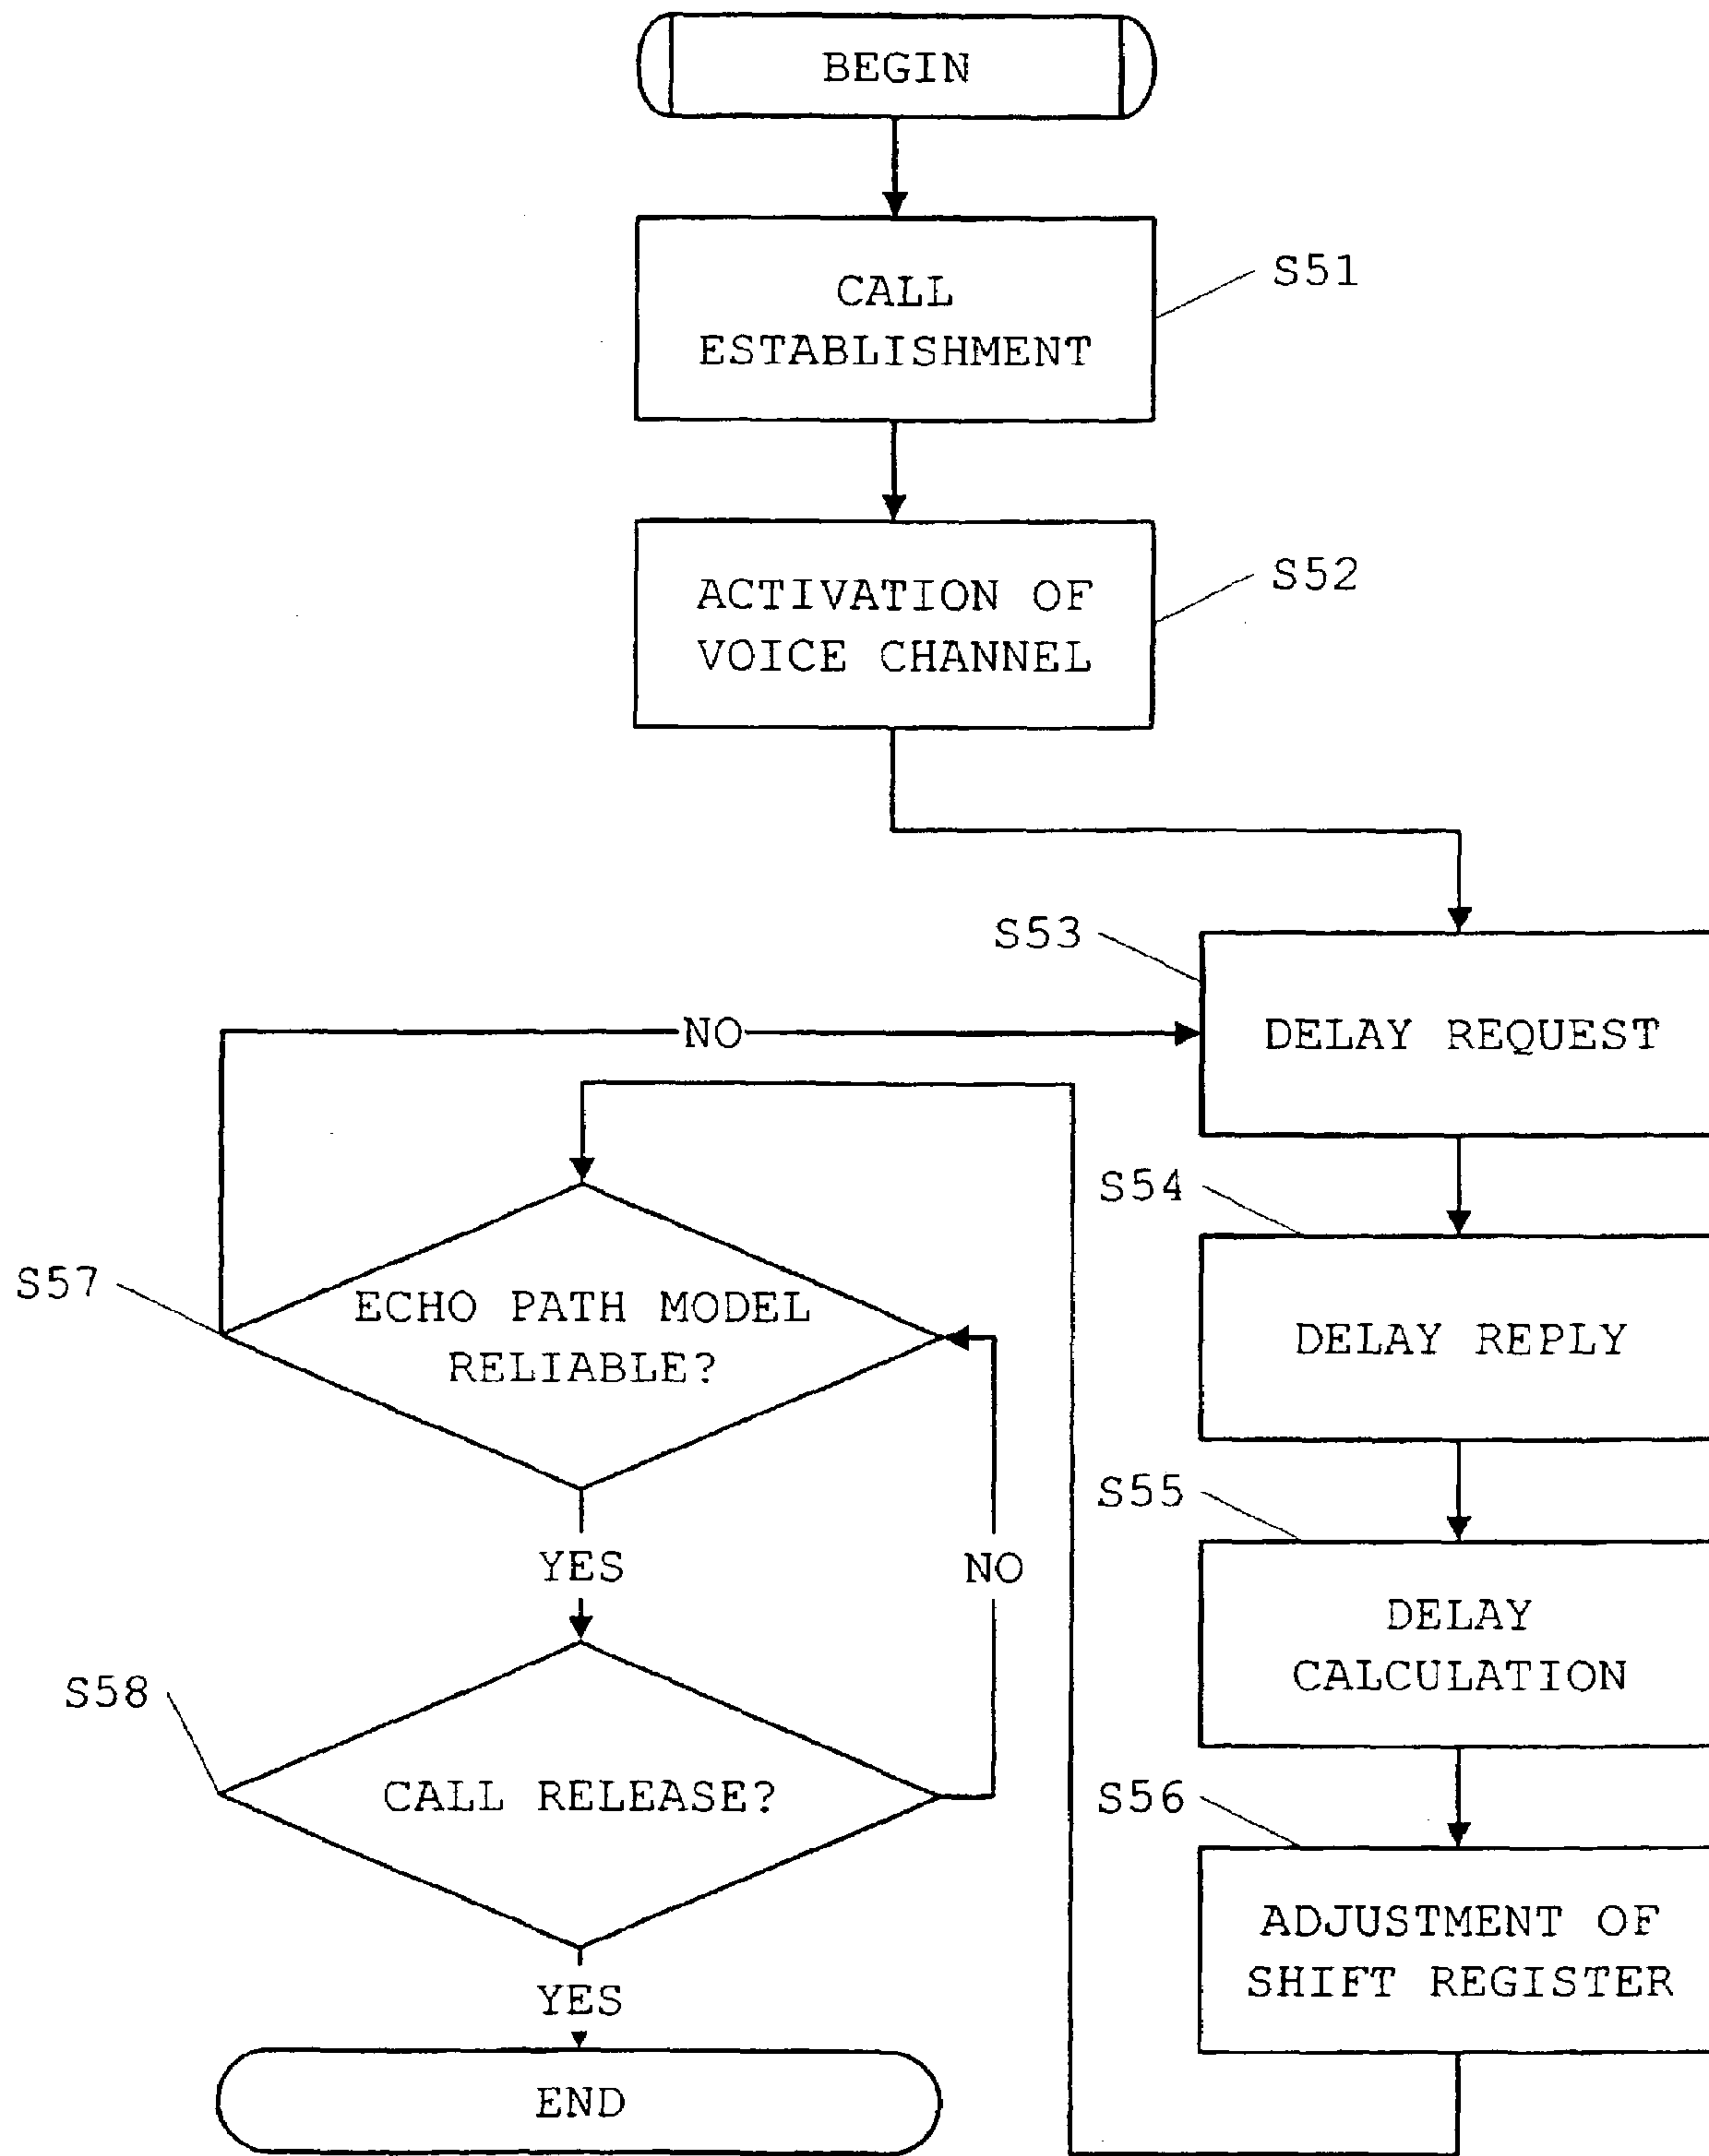 BEGIN
CALL
ESTABLISHMENT
S51
ACTIVATION OF
VOICE CHANNEL
S52
S53
DELAY REQUEST
NO
S54
DELAY REPLY
S57
ECHO PATH MODEL
RELIABLE?
S55
DELAY
CALCULATION
YES
NO
S58
CALL RELEASE?
S56
ADJUSTMENT OF
SHIFT REGISTER
YES
END